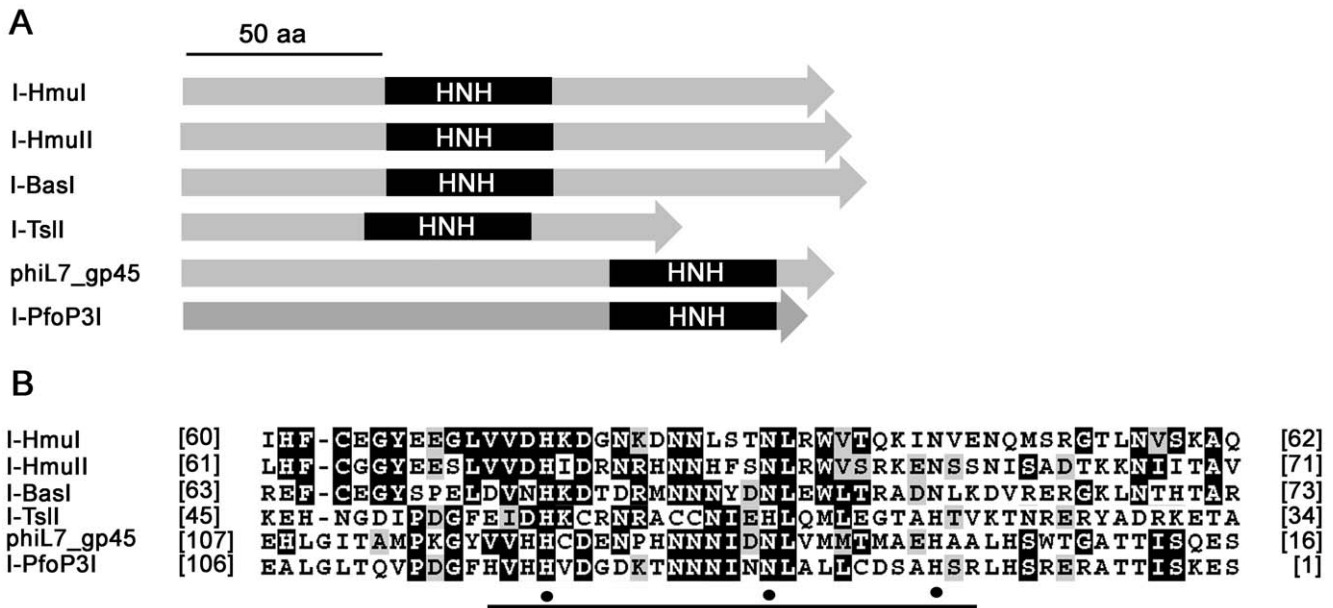 A
50 aa
I-HmuI HNH
I-HmuII HNH
I-BasI HNH
I-TslI HNH
phiL7_gp45 HNH
I-PfoP3I HNH
B
I-HmuI [60] IHF-CEGYEEGLVVDHKDGNKDNNLSTNLRWVTQKINVENQMSRGTLNVSKAQ [62]
I-HmuII [61] LHF-CGGYEESLVVDHIDRNRHNNHFSNLRWVSRKENSSNISADTKKNIITAV [71]
I-BasI [63] REF-CEGYSPELDVNHKDTDRMNNNYDNLEWLTRADNLKDVRERGKLNTHTAR [73]
I-TslI [45] KEH-NGDIPDGFEIDHKCRNRACCNIEHLQMLEGTAHTVKTNRERYADRKETA [34]
phiL7_gp45 [107] EHLGITAMPKGYVVHHCDENPHNNNIDNLVMMTMAEHAALHSWTGATTISQES [16]
I-PfoP3I [106] EALGLTQVPDGFHVHHVDGDKTNNNINNLALLCDSAHSRLHSRERATTISKES [1]